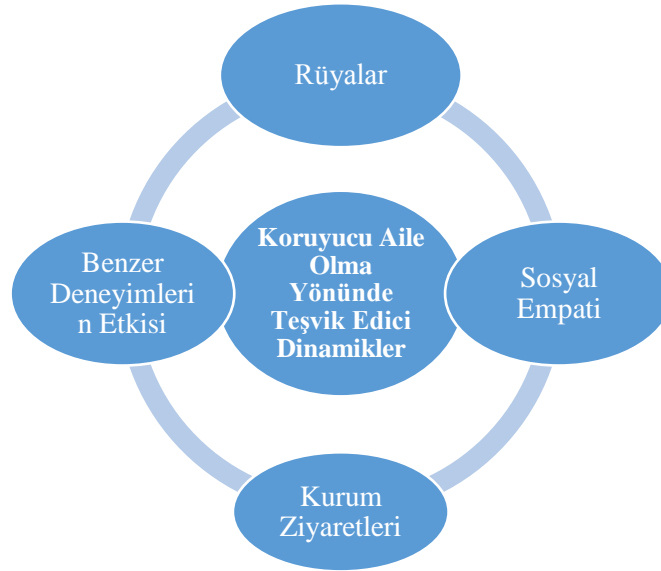 Rüyalar
Benzer
Deneyimleri
n Etkisi
Koruyucu Aile
Olma
Yönünde
Teşvik Edici
Dinamikler
Sosyal
Empati
Kurum
Ziyaretleri